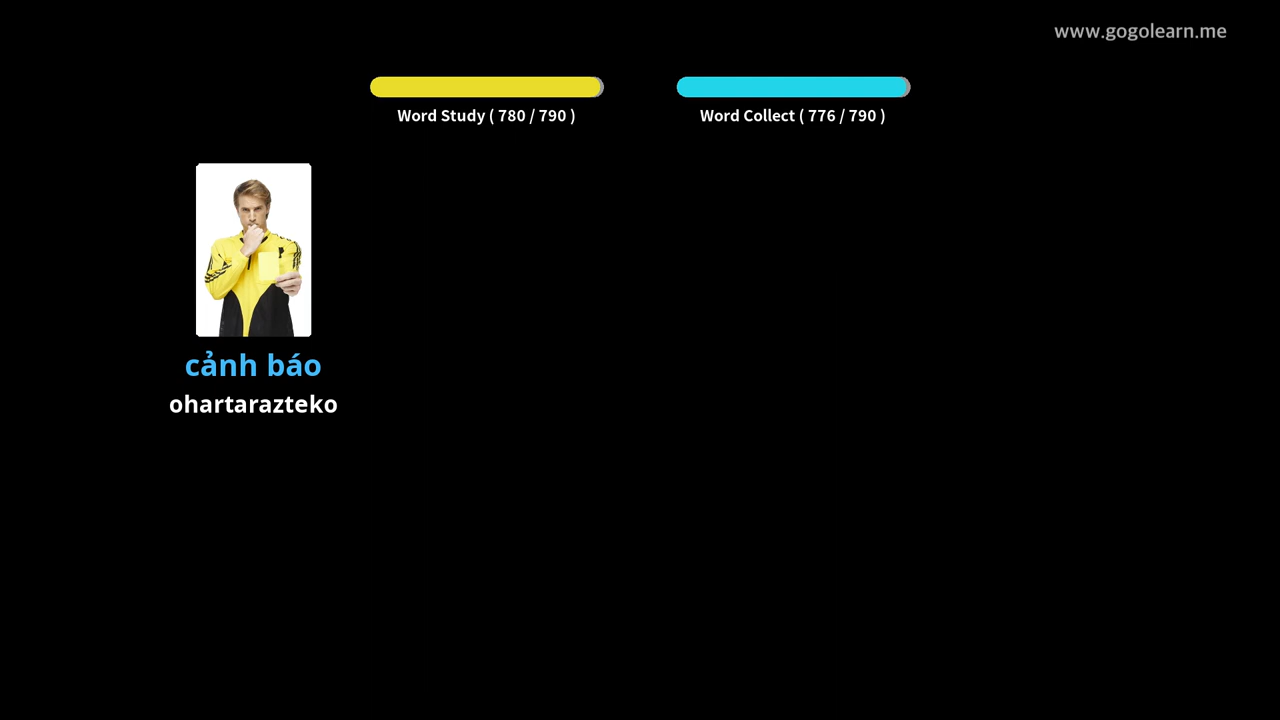 www.gogolearn.me
Word Study ( 780 / 790 )
Word Collect ( 776 / 790 )
cảnh báo
ohartarazteko